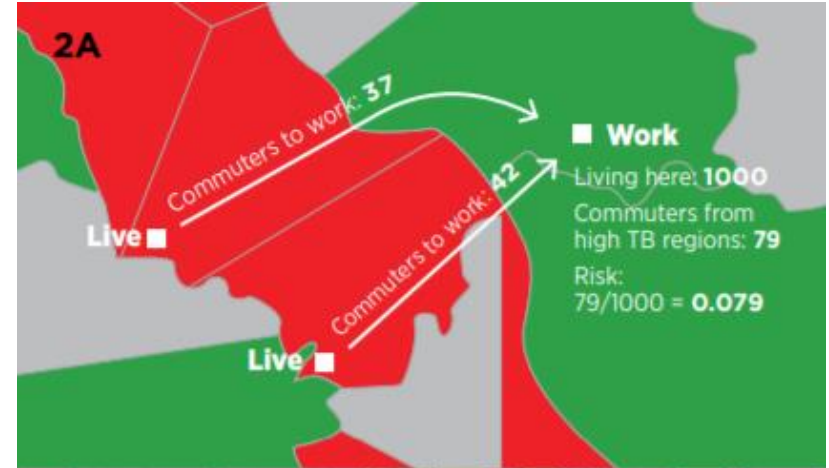 2A
Commuters to work: 37
Live
Commuters to work: 42
Live
Work
Living here: 1000
Commuters from
high TB regions: 79
Risk:
79/1000 = 0.079